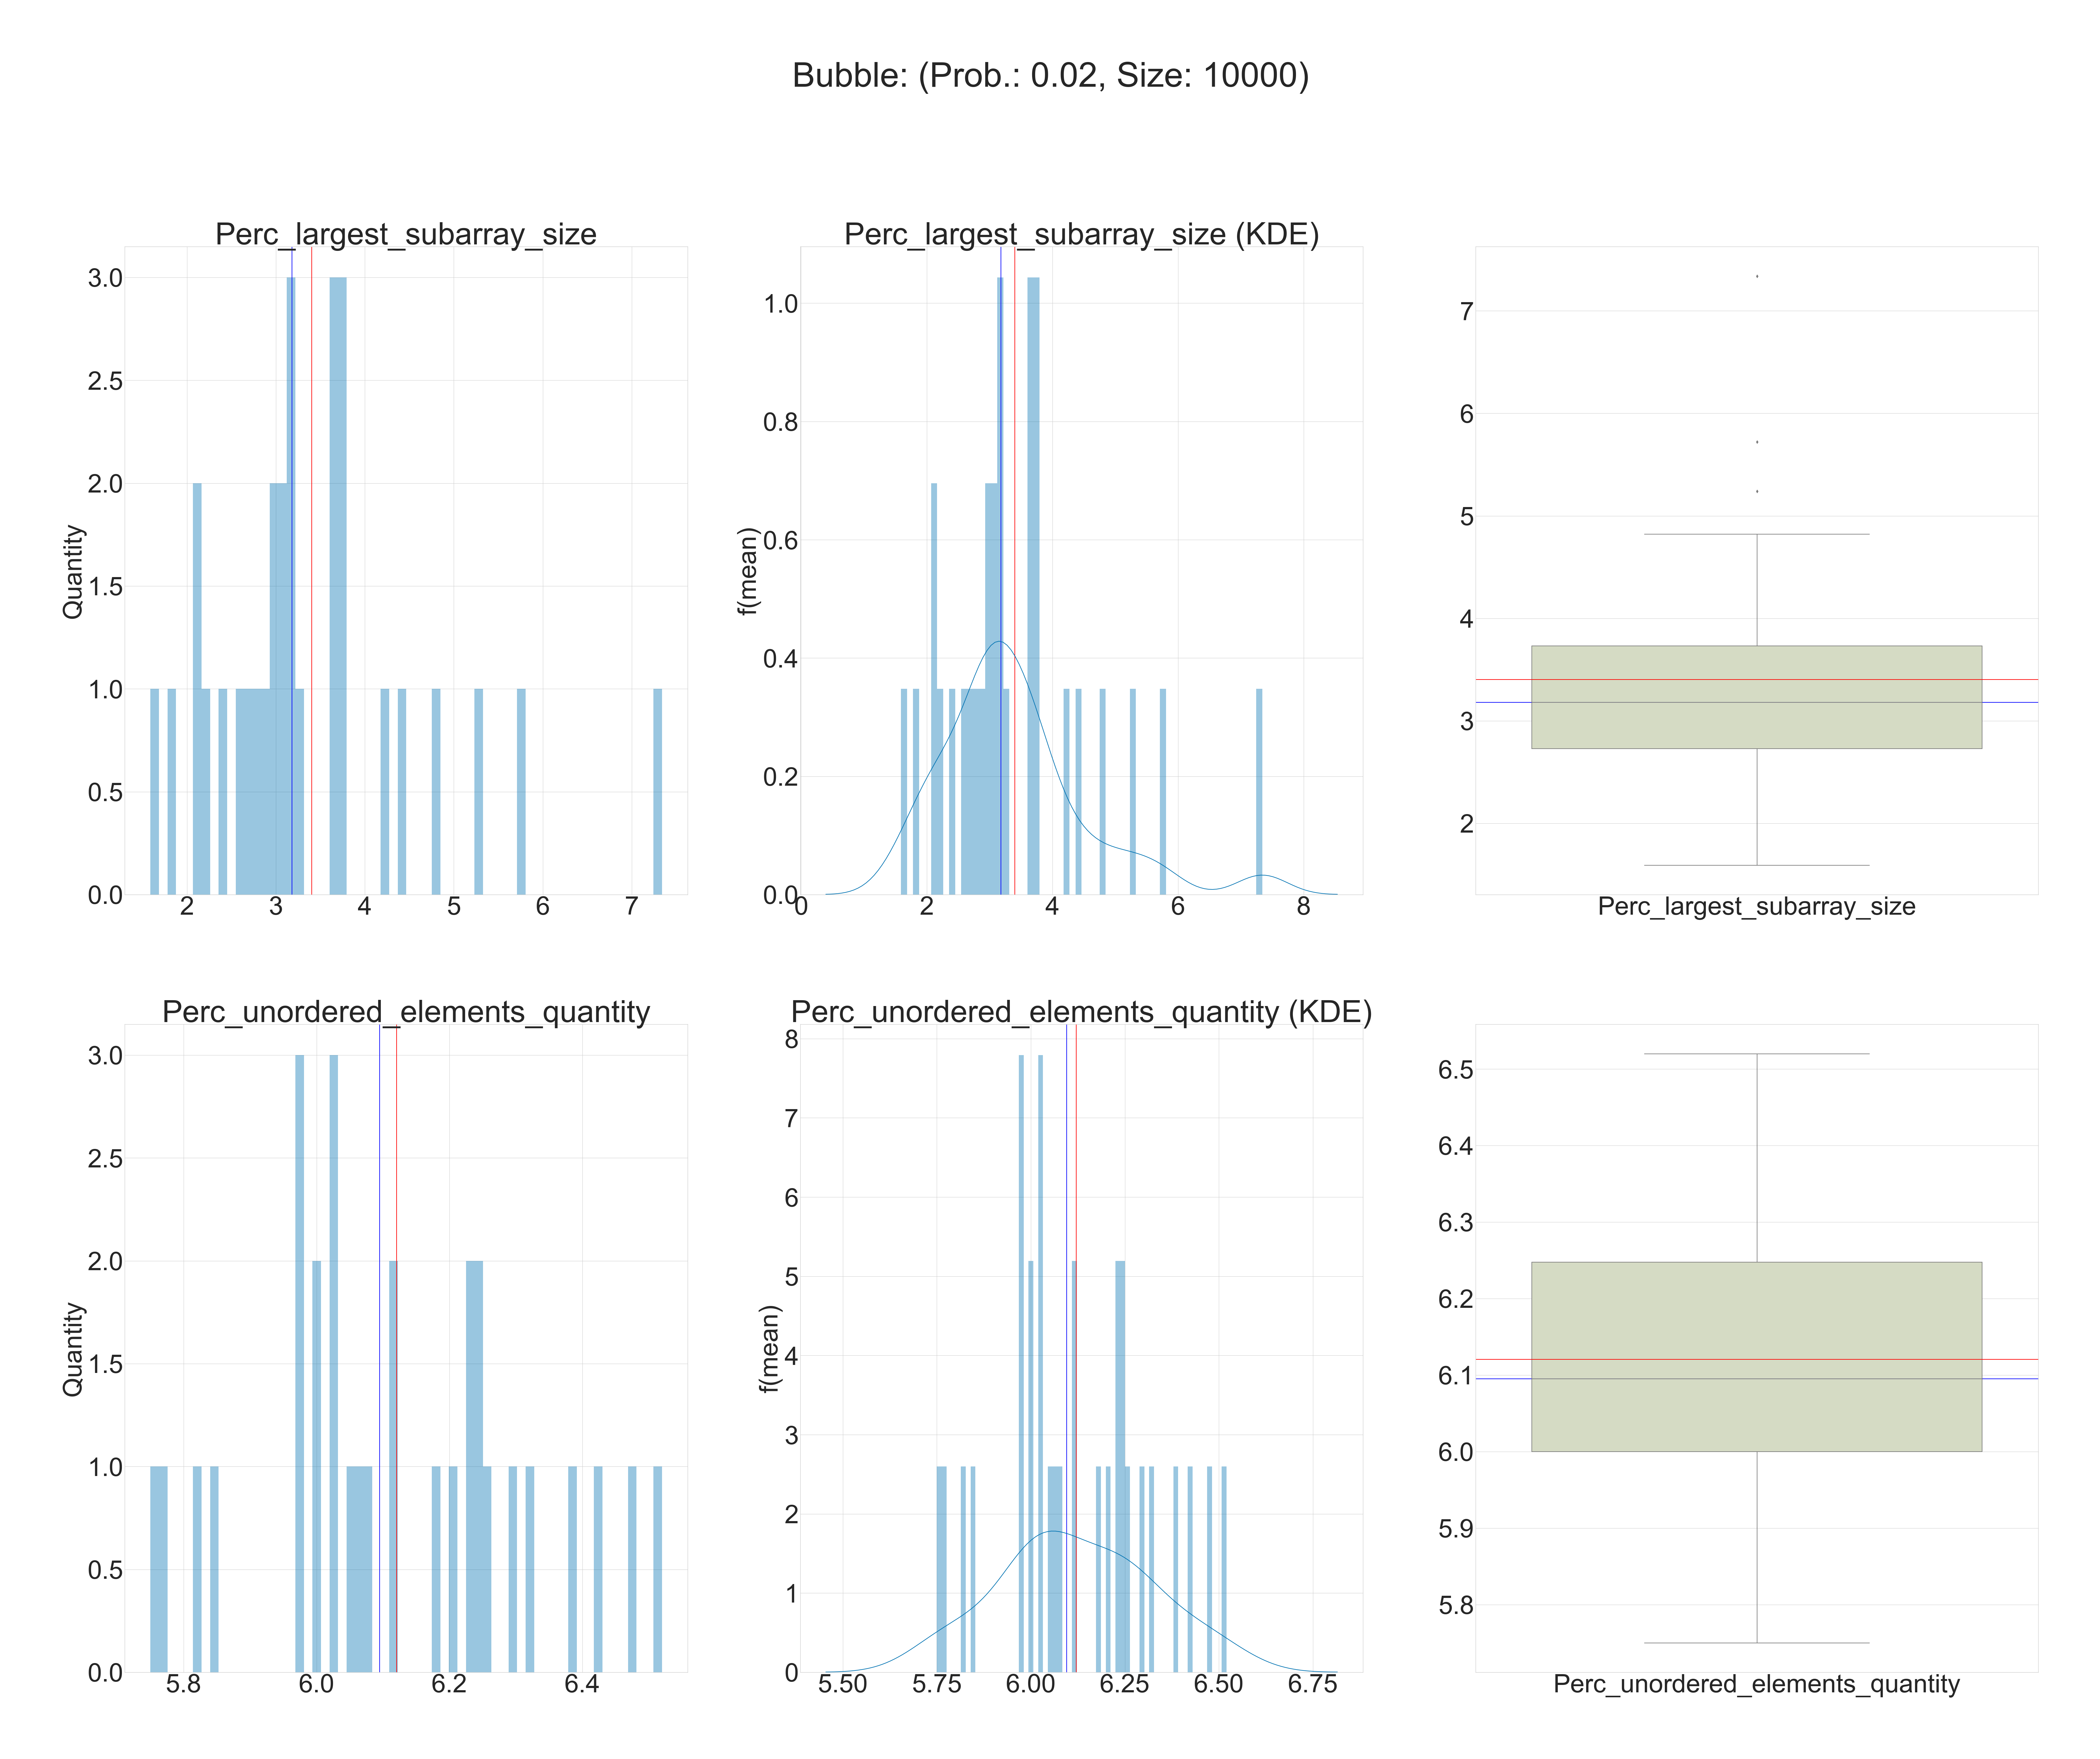 Bubble: (Prob.: 0.02, Size: 10000)
Perc_largest_subarray_size
Quantity
3.0
2.5
2.0
1.5
1.0
0.5
0.0
2 3 4 5 6 7
Perc_largest_subarray_size (KDE)
f(mean)
1.0
0.8
0.6
0.4
0.2
0.0
0 2 4 6 8
7
6
5
4
3
2
Perc_largest_subarray_size
Perc_unordered_elements_quantity
Quantity
3.0
2.5
2.0
1.5
1.0
0.5
0.0
5.8 6.0 6.2 6.4
Perc_unordered_elements_quantity (KDE)
f(mean)
8
7
6
5
4
3
2
1
0
5.50 5.75 6.00 6.25 6.50 6.75
6.5
6.4
6.3
6.2
6.1
6.0
5.9
5.8
Perc_unordered_elements_quantity